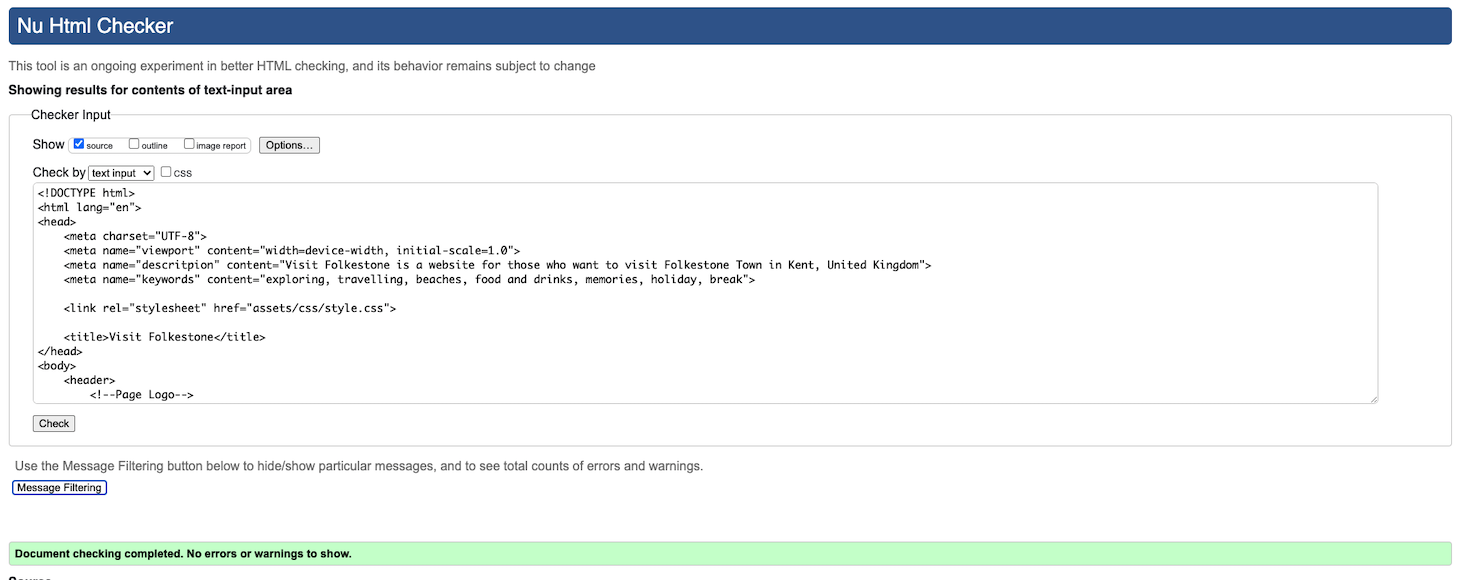 Nu Html Checker
This tool is an ongoing experiment in better HTML checking, and its behavior remains subject to change
Showing results for contents of text-input area
Checker Input
Show source outline image report Options...
Check by text input css
<!DOCTYPE html>
<html lang="en">
<head>
<meta charset="UTF-8">
<meta name="viewport" content="width=device-width, initial-scale=1.0">
<meta name="descritpion" content="Visit Folkestone is a website for those who want to visit Folkestone Town in Kent, United Kingdom">
<meta name="keywords" content="exploring, travelling, beaches, food and drinks, memories, holiday, break">
<link rel="stylesheet" href="assets/css/style.css">
<title>Visit Folkestone</title>
</head>
<body>
<header>
<!--Page Logo-->
Check
Use the Message Filtering button below to hide/show particular messages, and to see total counts of errors and warnings.
Message Filtering
Document checking completed. No errors or warnings to show.